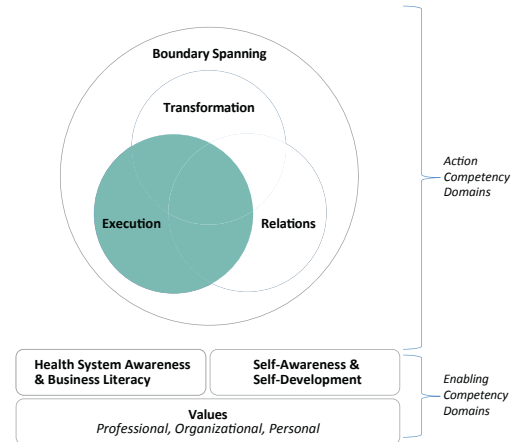 Boundary Spanning
Transformation
Execution
Relations
Action
Competency
Domains
Health System Awareness
& Business Literacy
Self-Awareness &
Self-Development
Values
Professional, Organizational, Personal
Enabling
Competency
Domains